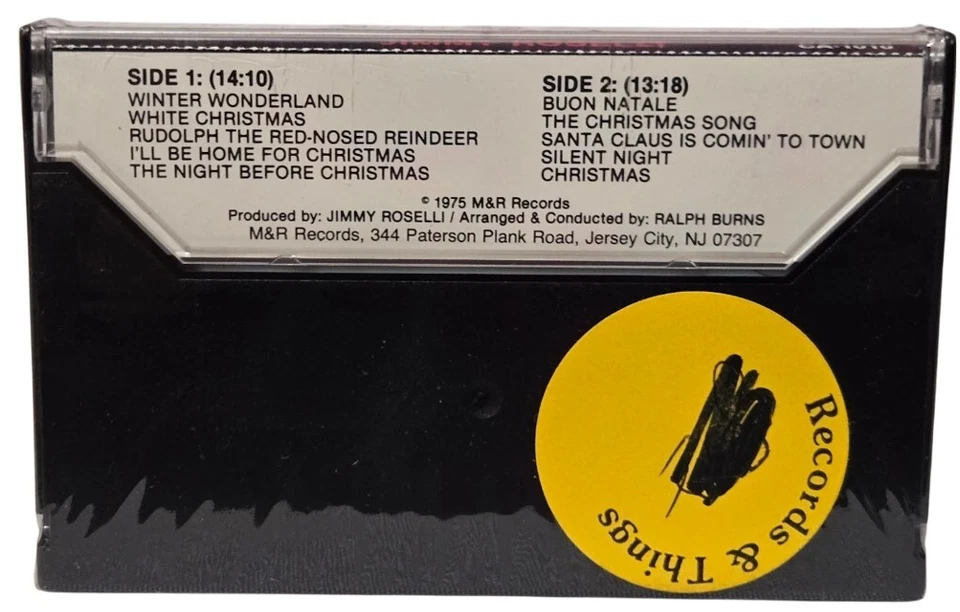 JIMMY ROSELLI
SIDE 1: (14:10)
WINTER WONDERLAND
WHITE CHRISTMAS
RUDOLPH THE RED-NOSED REINDEER
I'LL BE HOME FOR CHRISTMAS
THE NIGHT BEFORE CHRISTMAS
SIDE 2: (13:18)
BUON NATALE
THE CHRISTMAS SONG
SANTA CLAUS IS COMIN' TO TOWN
SILENT NIGHT
CHRISTMAS
© 1975 M&R Records
Produced by: JIMMY ROSELLI / Arranged & Conducted by: RALPH BURNS
M&R Records, 344 Paterson Plank Road, Jersey City, NJ 07307
Records & Things